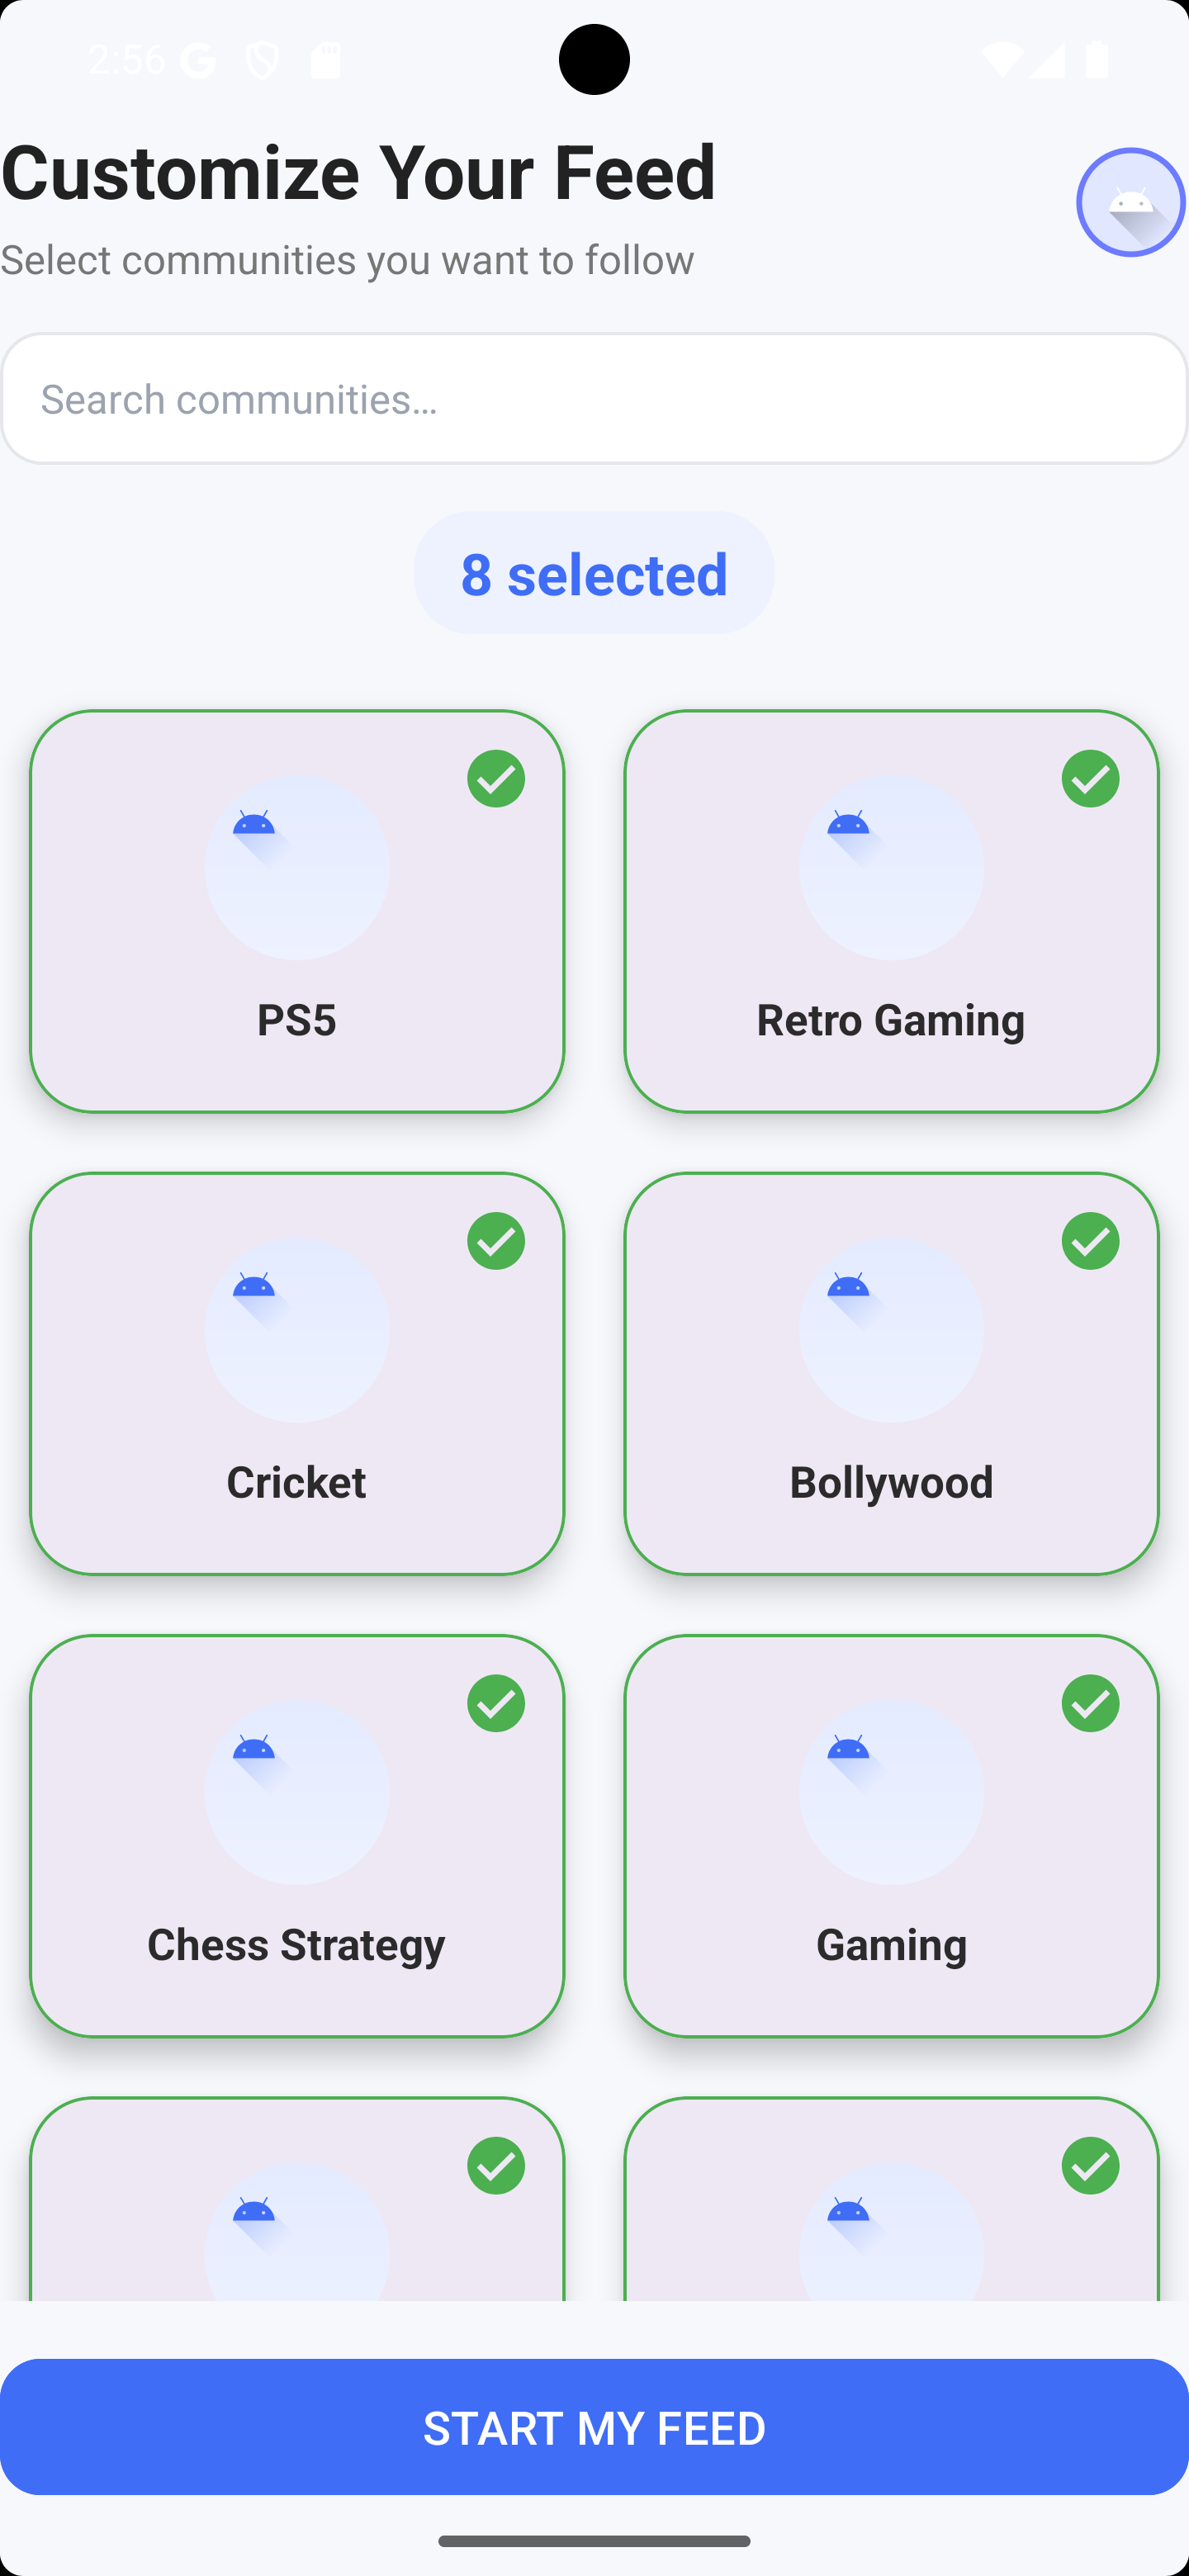 2:56
Customize Your Feed
Select communities you want to follow
Search communities...
8 selected
PS5
Retro Gaming
Cricket
Bollywood
Chess Strategy
Gaming
START MY FEED